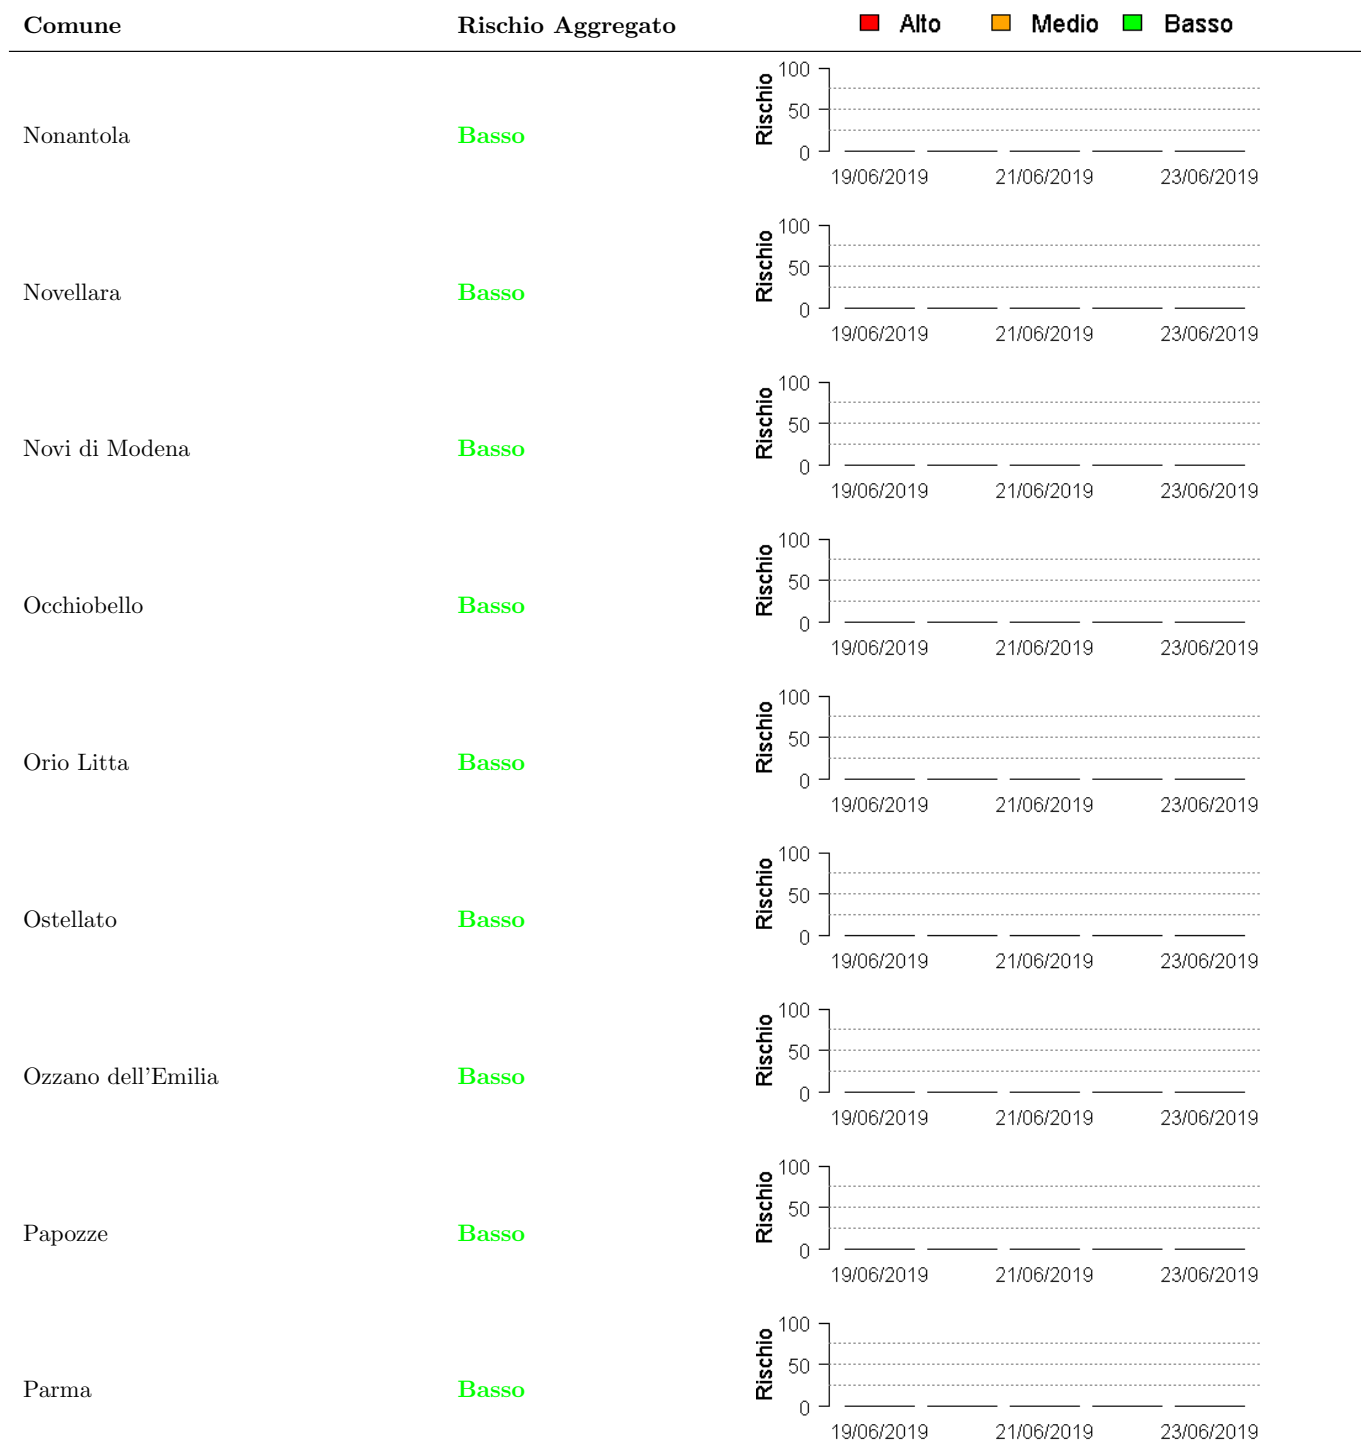 Comune Rischio Aggregato Alto Medio Basso
100
50
0
Rischio
Nonantola Basso
19/06/2019 21/06/2019 23/06/2019
100
50
0
Rischio
Novellara Basso
19/06/2019 21/06/2019 23/06/2019
100
50
0
Rischio
Novi di Modena Basso
19/06/2019 21/06/2019 23/06/2019
100
50
0
Rischio
Occhiobello Basso
19/06/2019 21/06/2019 23/06/2019
100
50
0
Rischio
Orio Litta Basso
19/06/2019 21/06/2019 23/06/2019
100
50
0
Rischio
Ostellato Basso
19/06/2019 21/06/2019 23/06/2019
100
50
0
Rischio
Ozzano dell'Emilia Basso
19/06/2019 21/06/2019 23/06/2019
100
50
0
Rischio
Papozze Basso
19/06/2019 21/06/2019 23/06/2019
100
50
0
Rischio
Parma Basso
19/06/2019 21/06/2019 23/06/2019